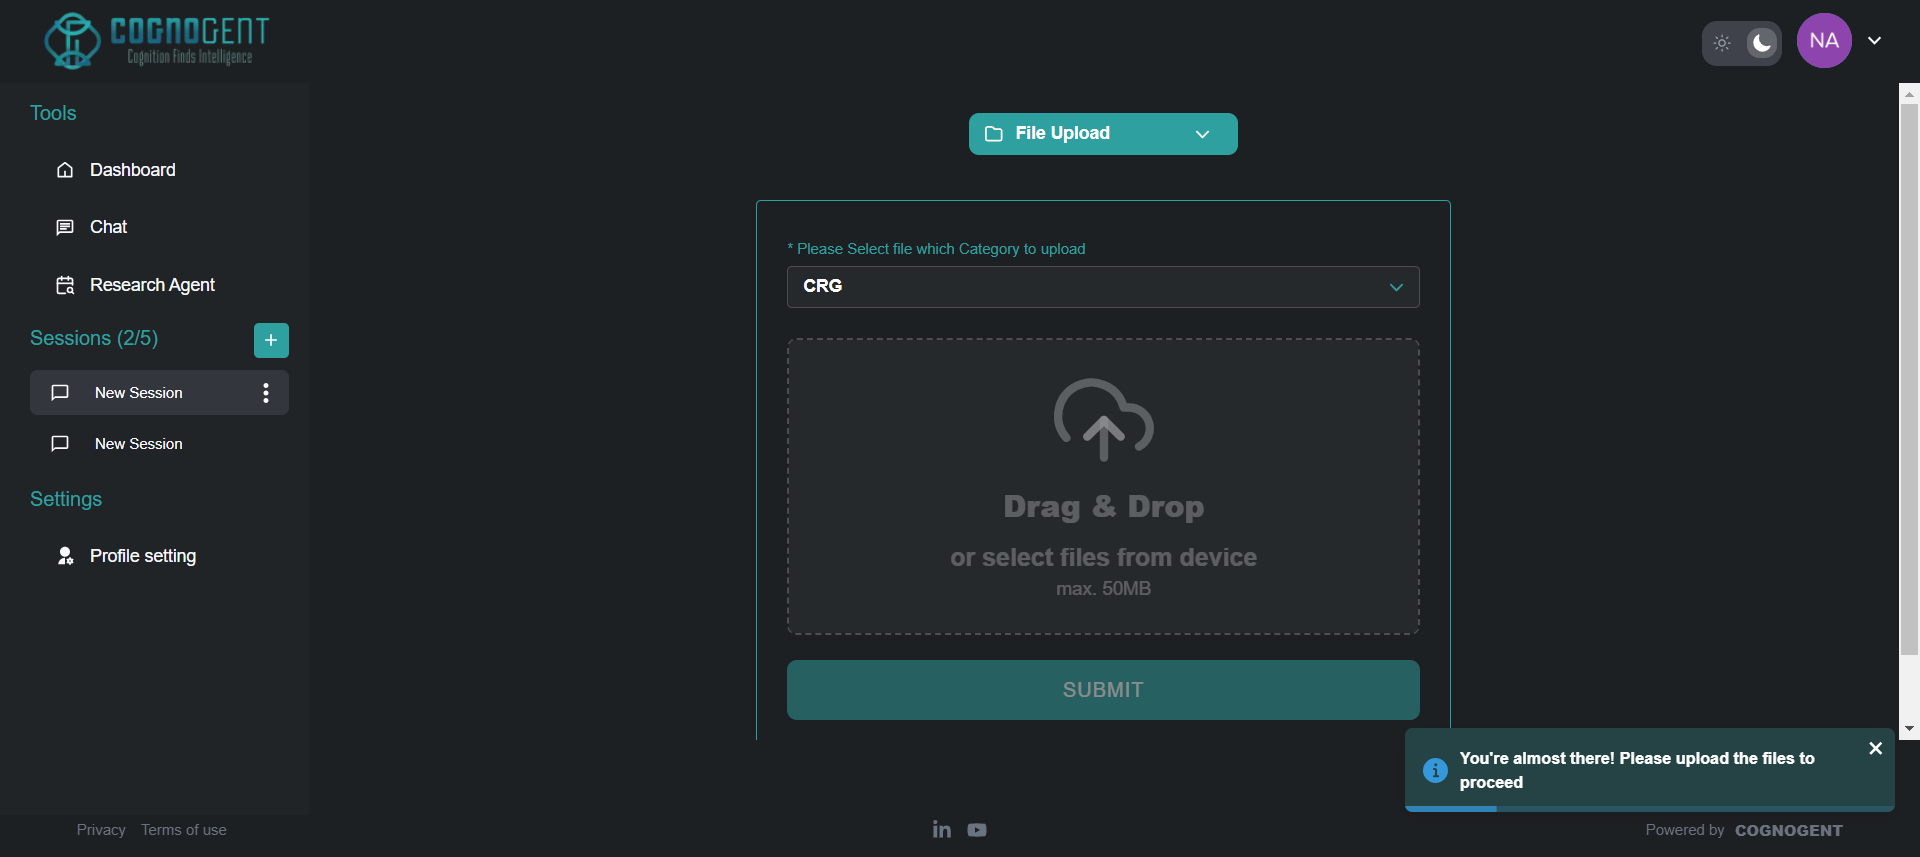 COGNOGENT
Cognition Finds Intelligence
NA
Tools
Dashboard
Chat
Research Agent
Sessions (2/5)
+
New Session
New Session
Settings
Profile setting
File Upload
* Please Select file which Category to upload
CRG
Drag & Drop
or select files from device
max. 50MB
SUBMIT
You're almost there! Please upload the files to
proceed
Privacy Terms of use
in
Powered by COGNOGENT